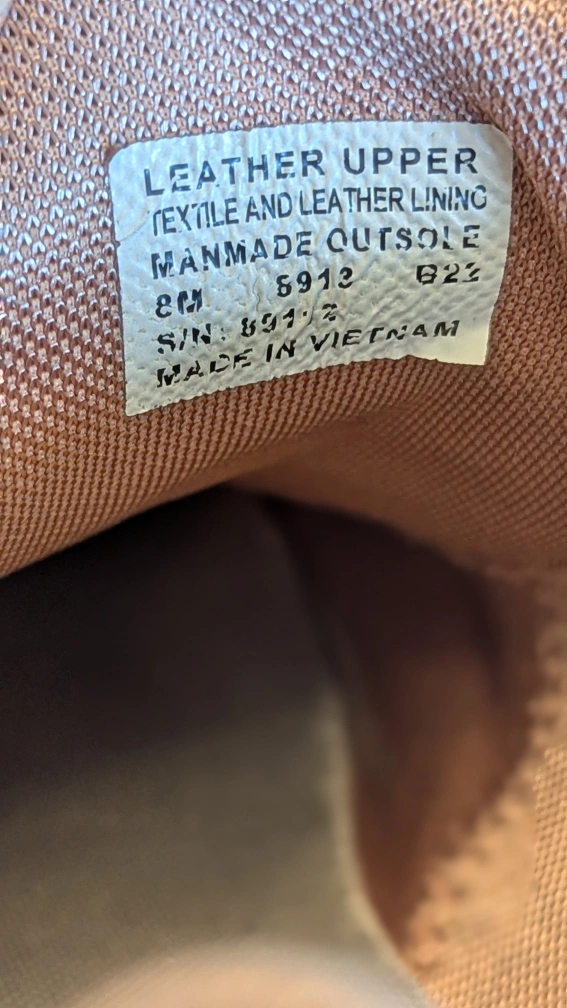 LEATHER UPPER
TEXTILE AND LEATHER LINING
MANMADE OUTSOLE
8M
S/N:
MADE IN VIETNAM